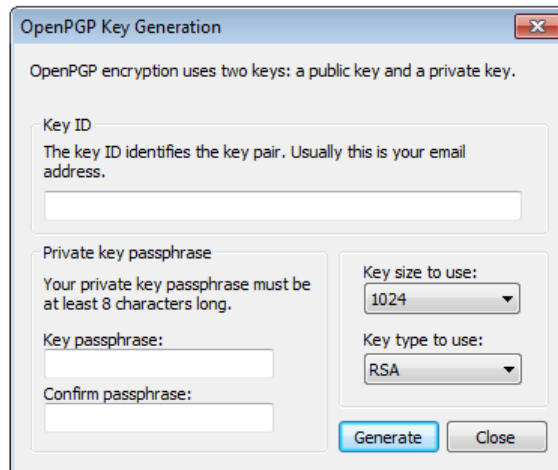 OpenPGP Key Generation
OpenPGP encryption uses two keys: a public key and a private key.
Key ID
The key ID identifies the key pair. Usually this is your email
address.
Private key passphrase
Your private key passphrase must be
at least 8 characters long.
Key passphrase:
Confirm passphrase:
Key size to use:
1024
Key type to use:
RSA
Generate
Close